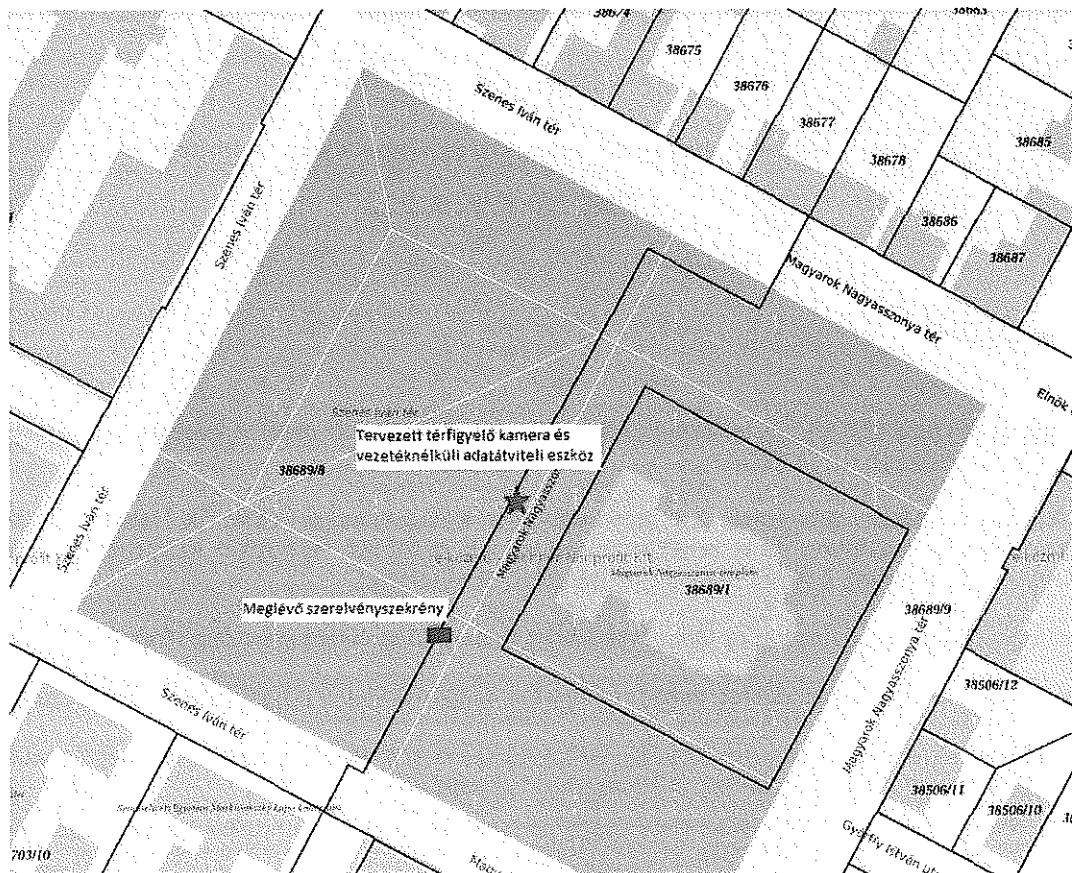 38675
38676
38677
38678
38685
38686
38687
Szenes Iván tér
Szenes Iván tér
Magyarok Nagyasszonya tér
Szenes Iván tér
Tervezett térfigyelő kamera és
vezetéknélküli adatátviteli eszköz
38689/8
Szenes Iván tér
38689/1
38689/9
Meglévő szerelvényszekrény
Magyarok Nagyasszonya tér
38506/12
Szenes Iván tér
38506/11
38506/10
703/10